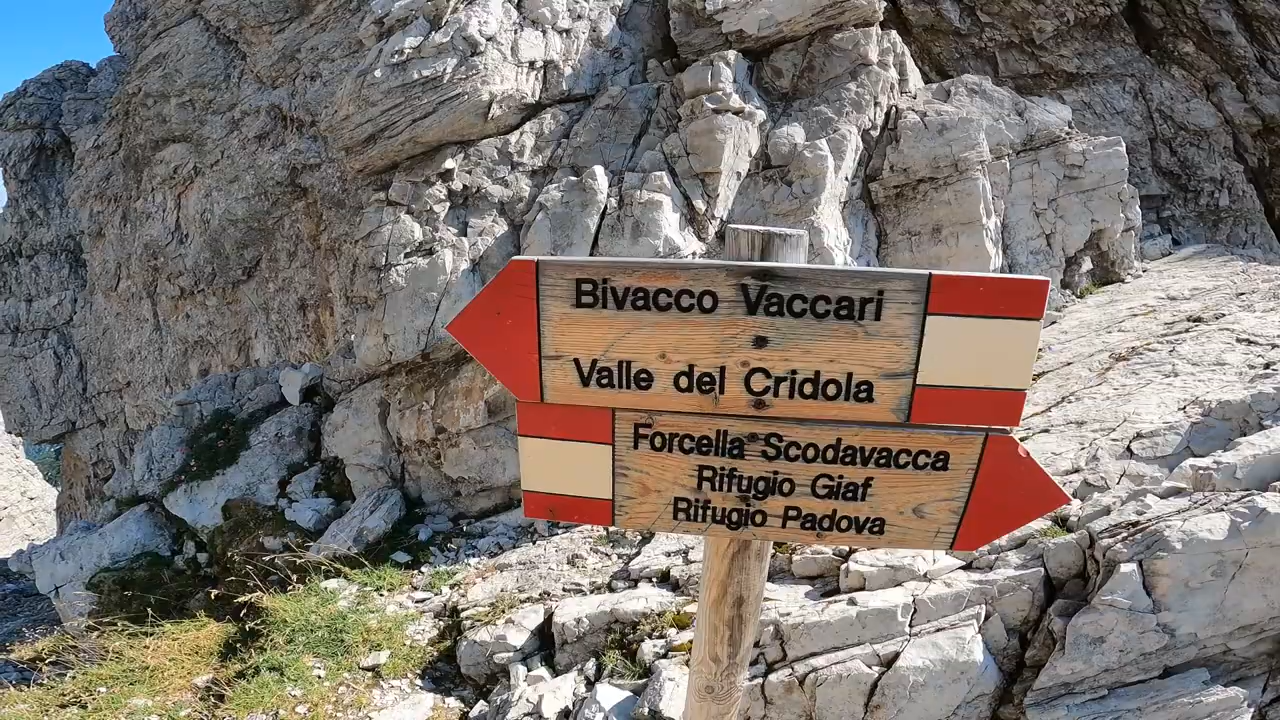 Bivacco Vaccari
Valle del Cridola
Forcella Scodavacca
Rifugio Giaf
Rifugio Padova